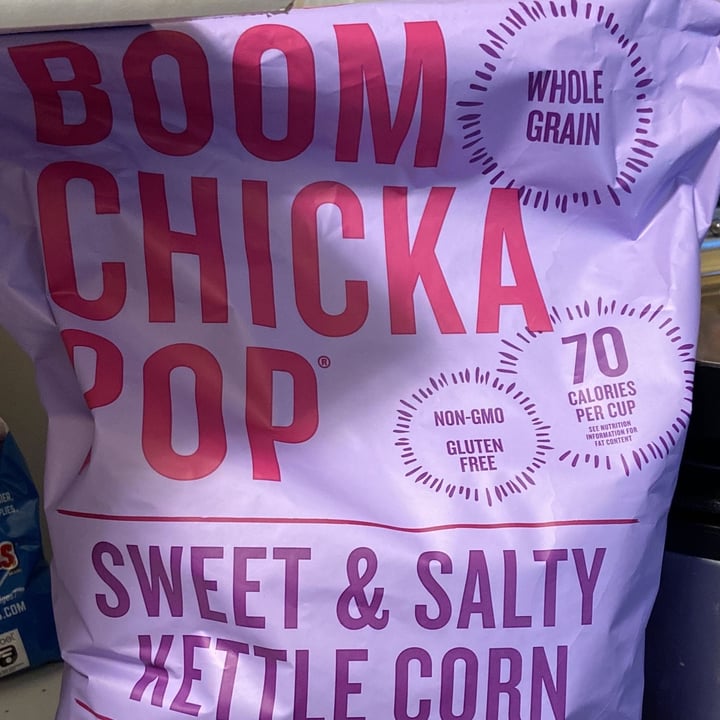 BOOM
CHICKA
POP®
WHOLE
GRAIN
70
CALORIES
PER CUP
SEE NUTRITION
INFORMATION FOR
FAT CONTENT
NON-GMO
GLUTEN
FREE
SWEET & SALTY
KETTLE CORN
.COM